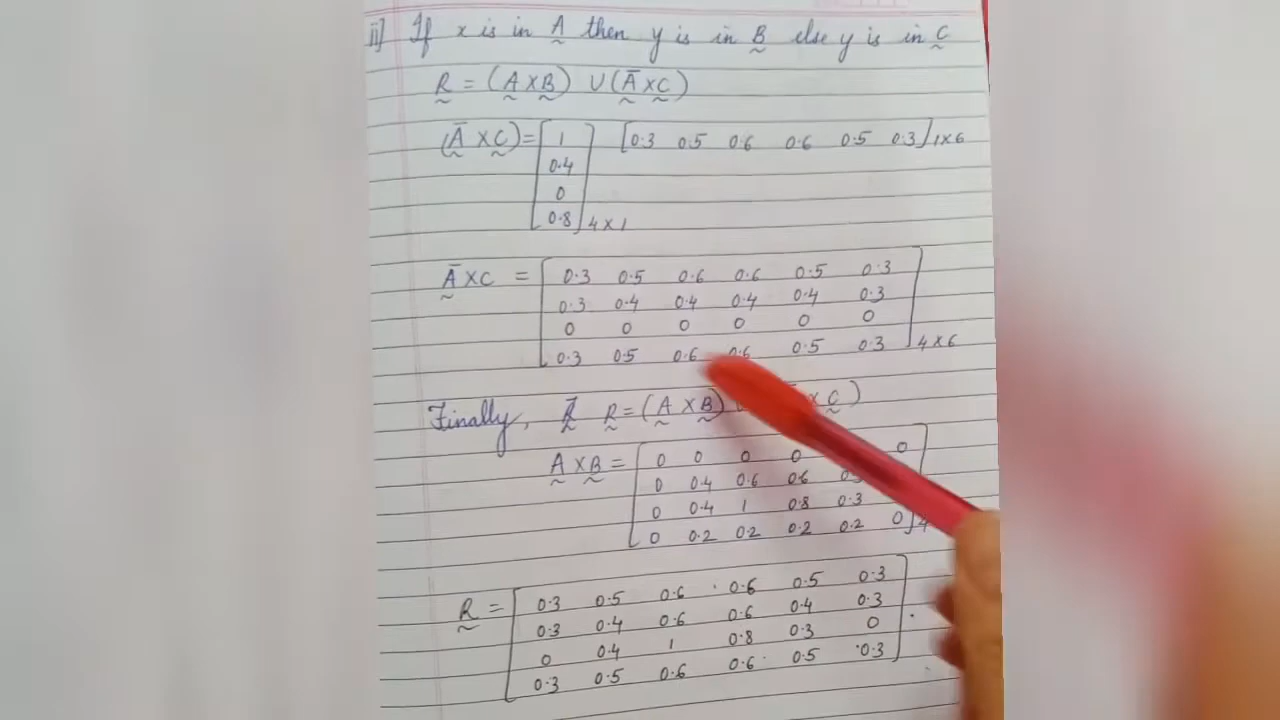 ii] If x is in A then y is in B else y is in C
R = (A X B) U (Ā X C)
(Ā X C) = [ 1 [0.3 0.5 0.6 0.6 0.5 0.3] 1X6
0.4
0
0.8 ] 4X1
Ā X C = [ 0.3 0.5 0.6 0.6 0.5 0.3
0.3 0.4 0.4 0.4 0.4 0.3
0 0 0 0 0 0
0.3 0.5 0.6 0.6 0.5 0.3 ] 4X6
Finally, R̄ R = (A X B) X C)
A X B = [ 0 0 0 0 0
0 0.4 0.6 0.6
0 0.4 1 0.8 0.3
0 0.2 0.2 0.2 0.2 0 ] 4
R = [ 0.3 0.5 0.6 0.6 0.5 0.3
0.3 0.4 0.6 0.6 0.4 0.3
0 0.4 1 0.8 0.3 0
0.3 0.5 0.6 0.6 0.5 0.3 ]